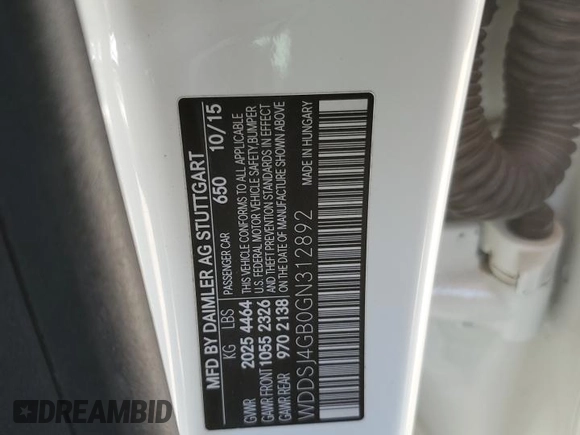 MFD BY DAIMLER AG STUTTGART
KG LBS PASSENGER CAR 650 10/15
GVWR 2025 4464 THIS VEHICLE CONFORMS TO ALL APPLICABLE
U.S. FEDERAL MOTOR VEHICLE SAFETY, BUMPER
GAWR FRONT 1055 2326 AND THEFT PREVENTION STANDARDS IN EFFECT
GAWR REAR 970 2138 ON THE DATE OF MANUFACTURE SHOWN ABOVE
WDDSJ4GB0GN312892 MADE IN HUNGARY
DREAMBID